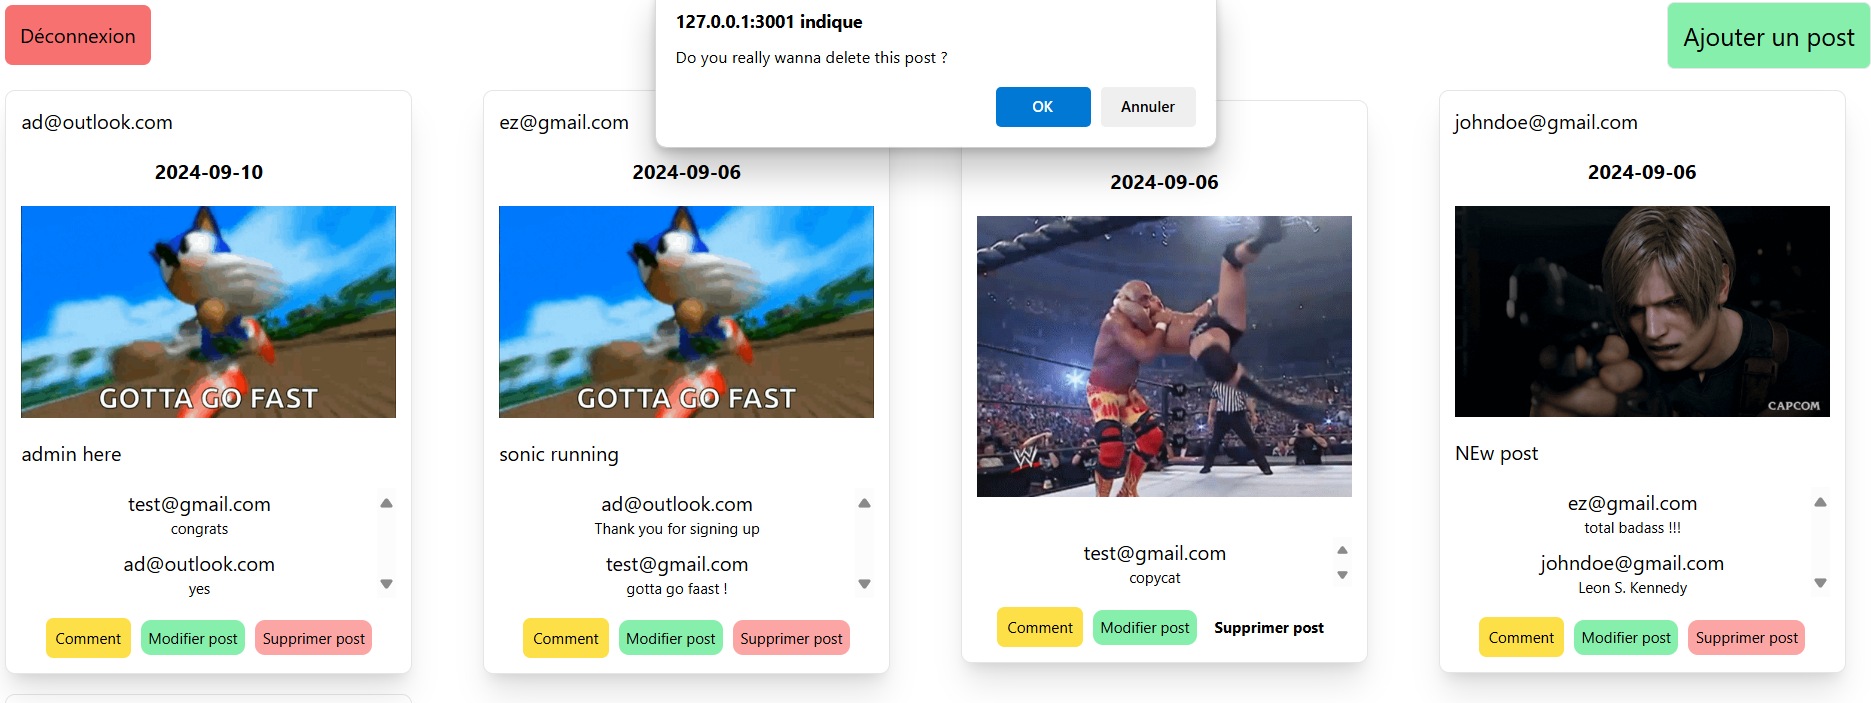 Déconnexion
127.0.0.1:3001 indique
Do you really wanna delete this post ?
OK
Annuler
Ajouter un post
ad@outlook.com
2024-09-10
GOTTA GO FAST
admin here
test@gmail.com
congrats
ad@outlook.com
yes
Comment
Modifier post
Supprimer post
ez@gmail.com
2024-09-06
GOTTA GO FAST
sonic running
ad@outlook.com
Thank you for signing up
test@gmail.com
gotta go faast !
Comment
Modifier post
Supprimer post
2024-09-06
W
test@gmail.com
copycat
Comment
Modifier post
Supprimer post
johndoe@gmail.com
2024-09-06
CAPCOM
NEw post
ez@gmail.com
total badass !!!
johndoe@gmail.com
Leon S. Kennedy
Comment
Modifier post
Supprimer post